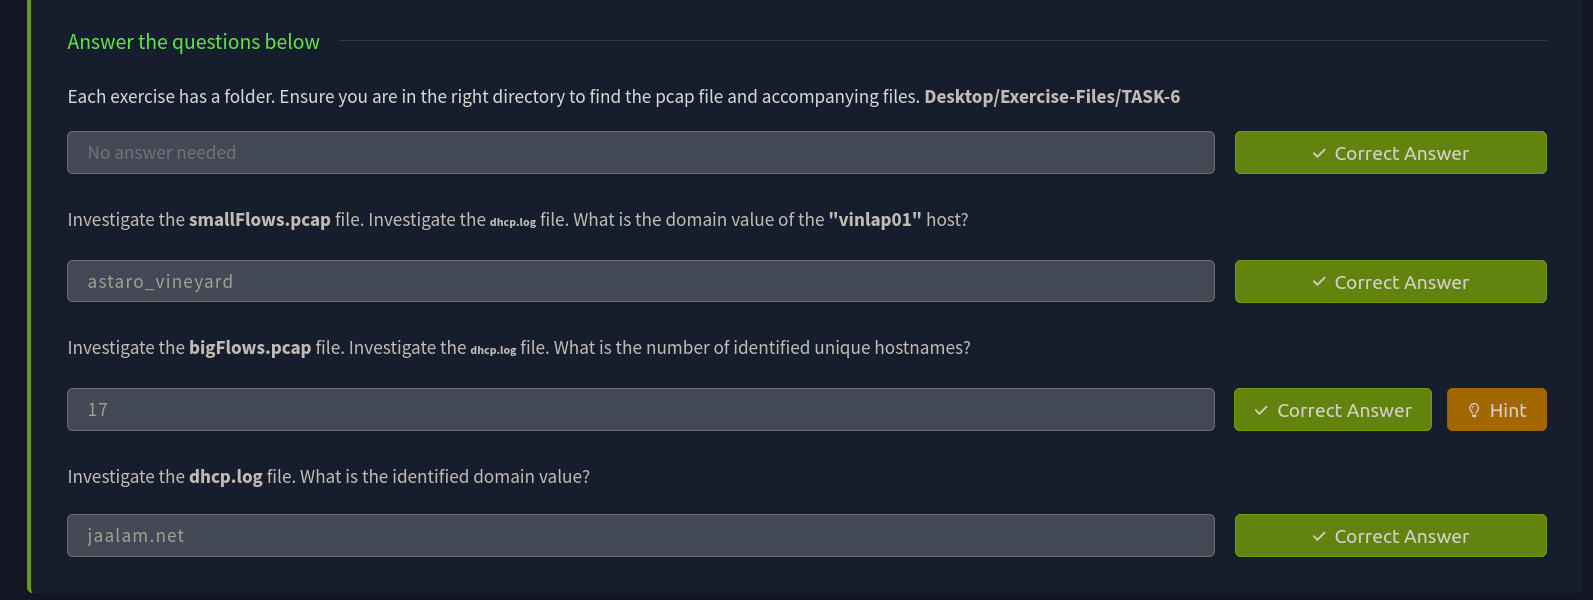 Answer the questions below
Each exercise has a folder. Ensure you are in the right directory to find the pcap file and accompanying files. Desktop/Exercise-Files/TASK-6
No answer needed
Correct Answer
Investigate the smallFlows.pcap file. Investigate the dhcp.log file. What is the domain value of the "vinlap01" host?
astaro_vineyard
Correct Answer
Investigate the bigFlows.pcap file. Investigate the dhcp.log file. What is the number of identified unique hostnames?
17
Correct Answer
Hint
Investigate the dhcp.log file. What is the identified domain value?
jaalam.net
Correct Answer